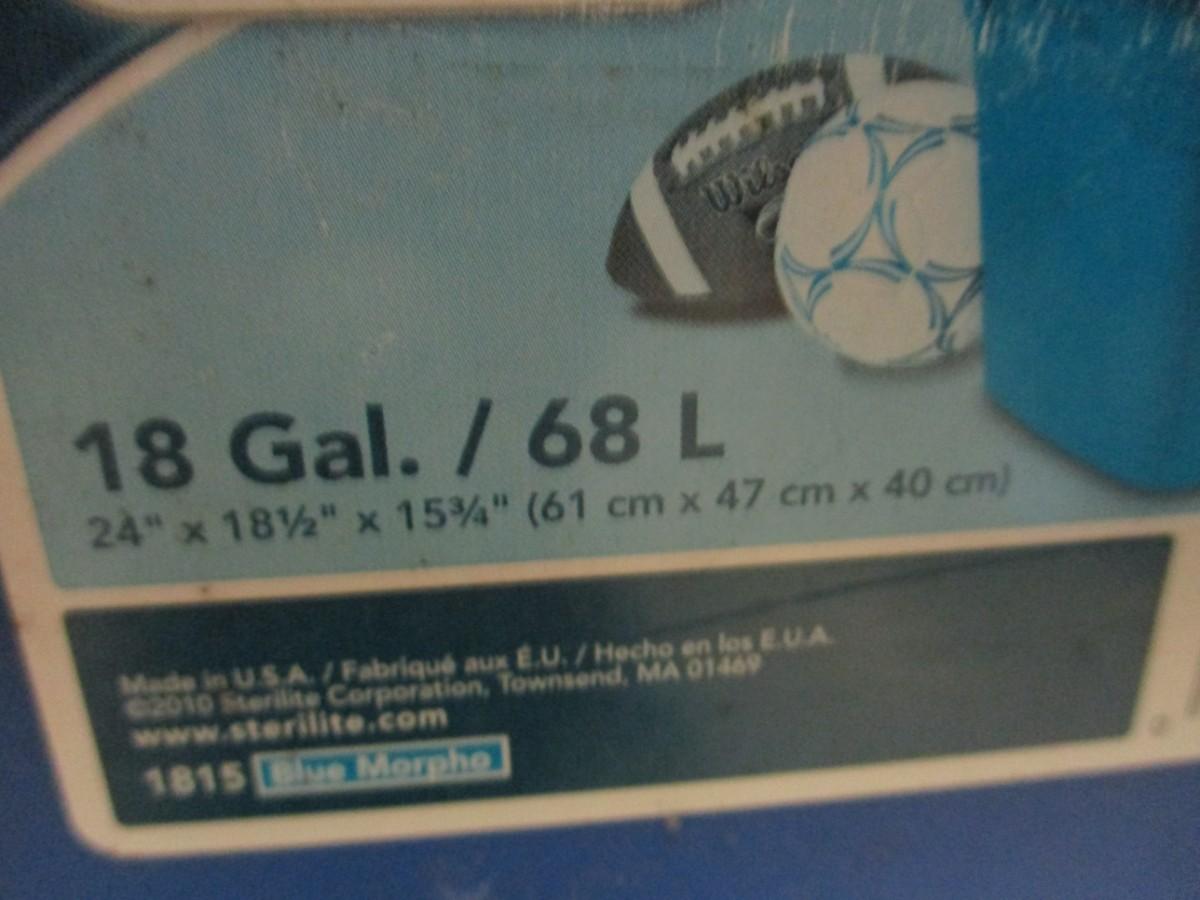 Wils
18 Gal. / 68 L
24" x 18½" x 15¾" (61 cm x 47 cm x 40 cm)
Made in U.S.A. / Fabriqué aux É.U. / Hecho en los E.U.A.
©2010 Sterilite Corporation, Townsend, MA 01469
www.sterilite.com
1815 Blue Morpho